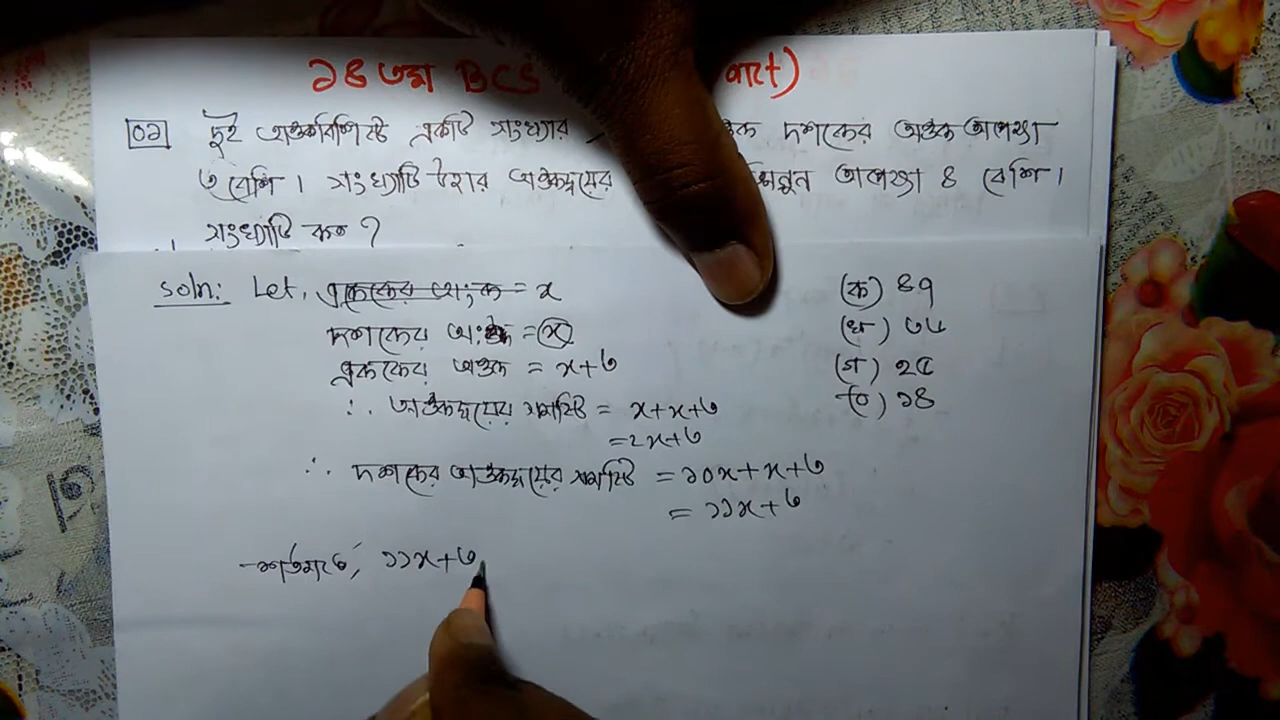 ১৪তম BCS
০১ দুই অঙ্কবিশিষ্ট একটি সংখ্যার দশকের অঙ্ক অপেক্ষা
৩ বেশি। সংখ্যাটি উহার অঙ্কদ্বয়ের অপেক্ষা ৪ বেশি।
সংখ্যাটি কত?
Soln: Let, এককের অংক = x
দশকের অংক = x
এককের অঙ্ক = x+৩
∴ অঙ্কদ্বয়ের সমষ্টি = x+x+৩
=2x+৩
∴ দশকের অঙ্কদ্বয়ের সমষ্টি = ১০x+x+৩
= ১১x+৩
শর্তমতে, ১১x+৩
(ক) ৪৭
(খ) ৩৬
(গ) ২৫
(ঘ) ১৪